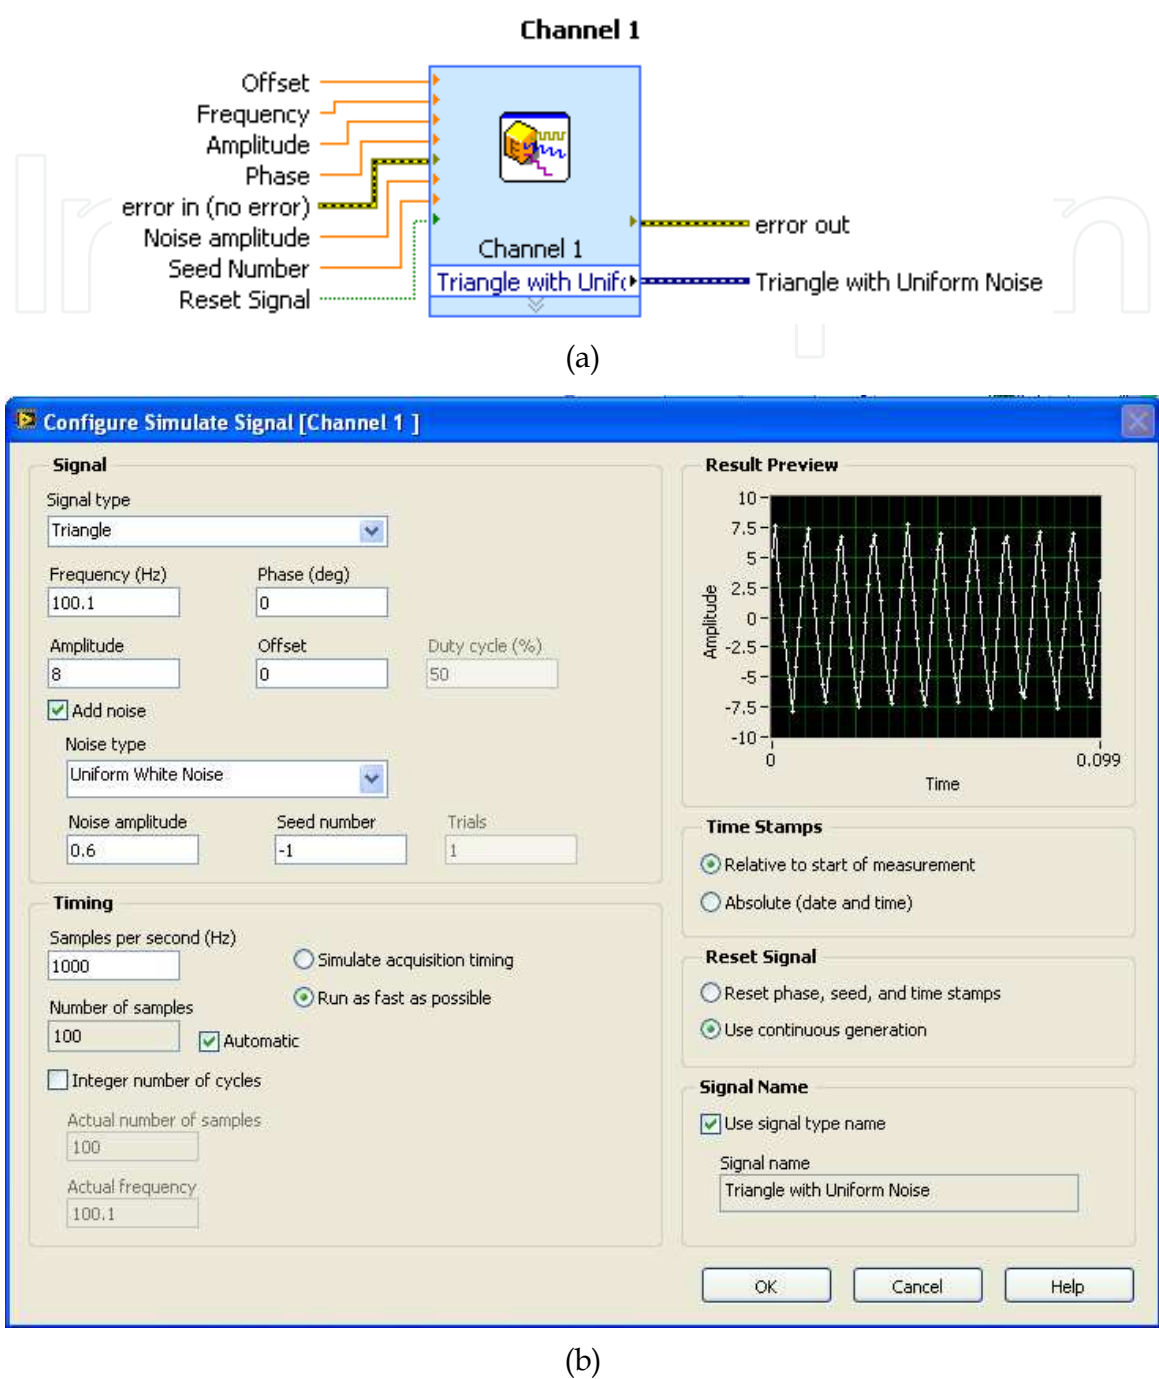 Channel 1
Offset
Frequency
Amplitude
Phase
error in (no error)
Noise amplitude
Seed Number
Reset Signal
Channel 1
Triangle with Unif
error out
Triangle with Uniform Noise
(a)
Configure Simulate Signal [Channel 1 ]
Signal
Signal type
Triangle
Frequency (Hz) Phase (deg)
100.1 0
Amplitude Offset Duty cycle (%)
8 0 50
Add noise
Noise type
Uniform White Noise
Noise amplitude Seed number Trials
0.6 -1 1
Timing
Samples per second (Hz)
1000
Simulate acquisition timing
Run as fast as possible
Number of samples
100
Automatic
Integer number of cycles
Actual number of samples
100
Actual frequency
100.1
Result Preview
10
7.5
5
2.5
0
-2.5
-5
-7.5
-10
Amplitude
0 0.099
Time
Time Stamps
Relative to start of measurement
Absolute (date and time)
Reset Signal
Reset phase, seed, and time stamps
Use continuous generation
Signal Name
Use signal type name
Signal name
Triangle with Uniform Noise
OK Cancel Help
(b)